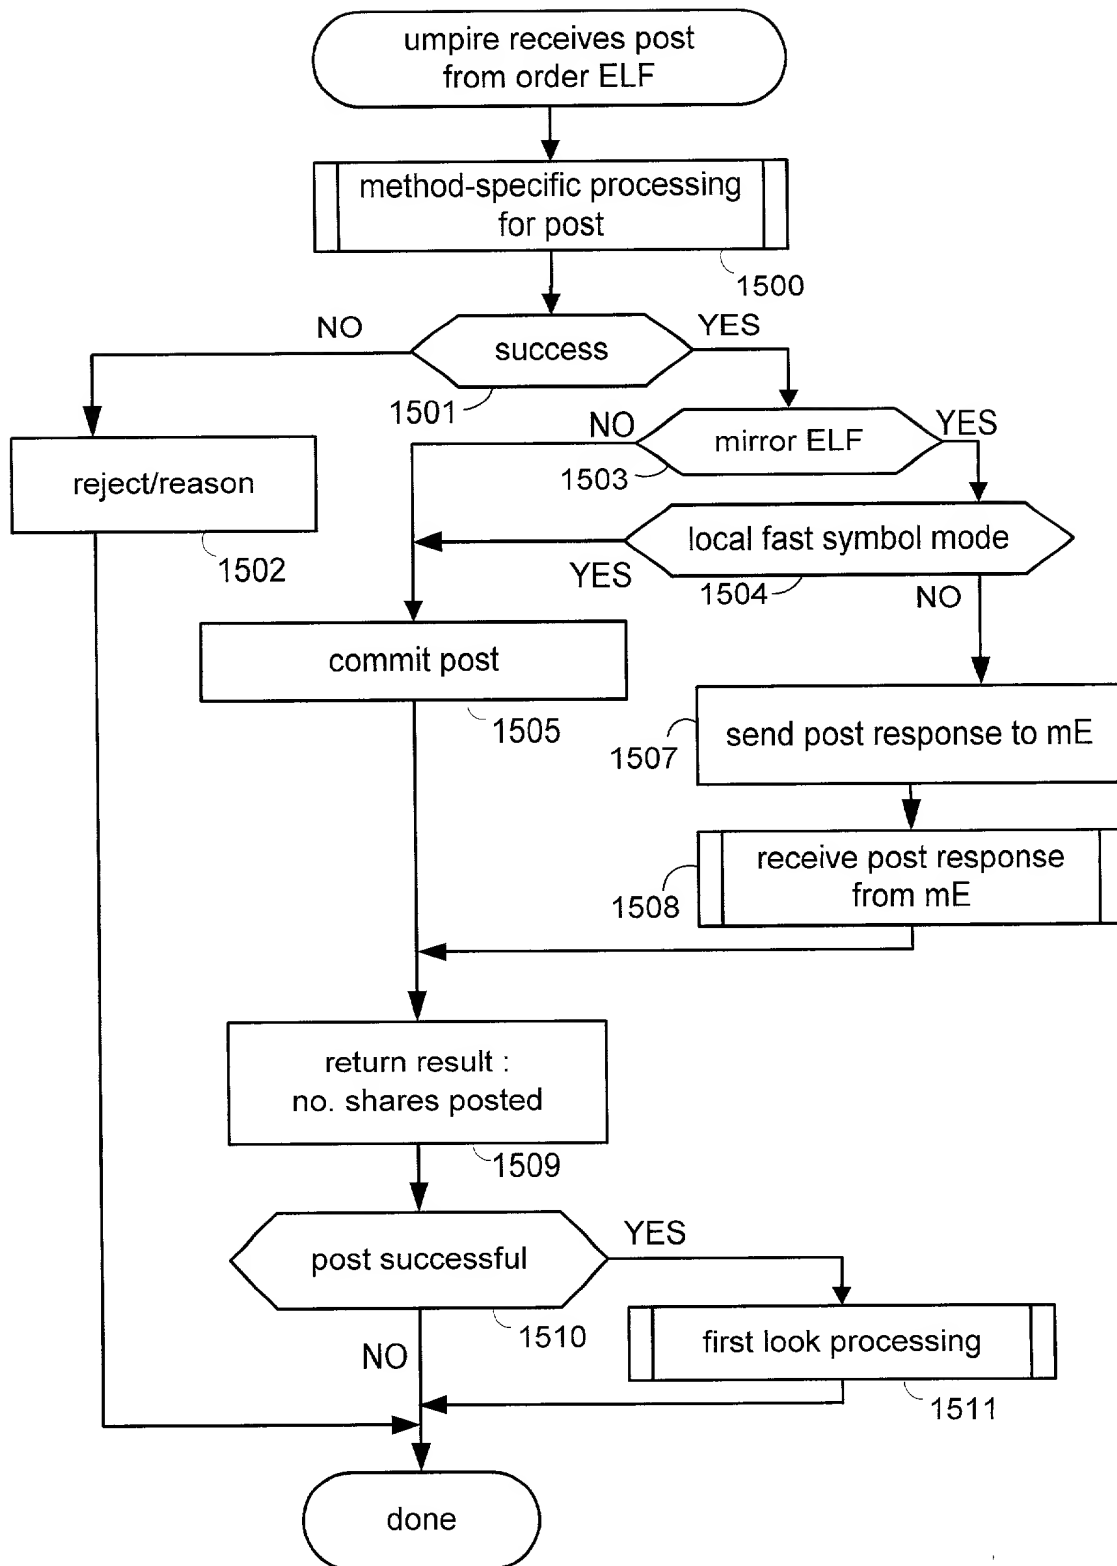 umpire receives post
from order ELF
method-specific processing
for post
1500
NO
YES
success
1501
NO
YES
mirror ELF
1503
reject/reason
1502
local fast symbol mode
YES
1504
NO
commit post
1505
send post response to mE
1507
receive post response
from mE
1508
return result :
no. shares posted
1509
YES
post successful
1510
NO
first look processing
1511
done